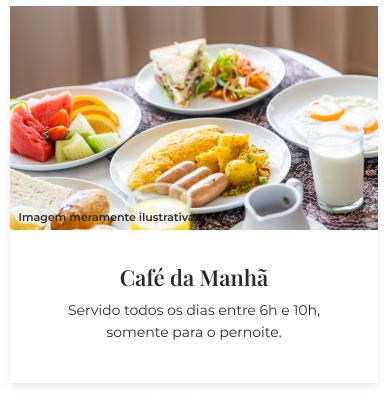 Imagem meramente ilustrativa.
Café da Manhã
Servido todos os dias entre 6h e 10h,
somente para o pernoite.